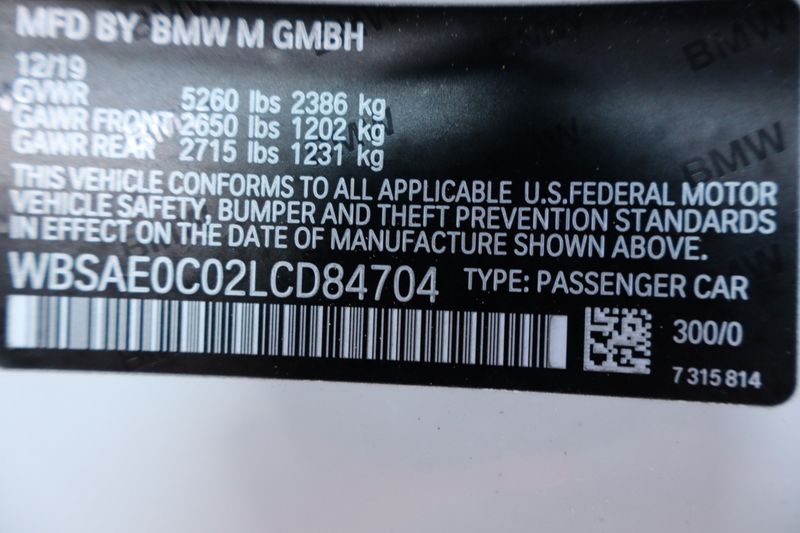 MFD BY BMW M GMBH
12/19
GVWR 5260 lbs 2386 kg
GAWR FRONT 2650 lbs 1202 kg
GAWR REAR 2715 lbs 1231 kg
THIS VEHICLE CONFORMS TO ALL APPLICABLE U.S.FEDERAL MOTOR
VEHICLE SAFETY, BUMPER AND THEFT PREVENTION STANDARDS
IN EFFECT ON THE DATE OF MANUFACTURE SHOWN ABOVE.
WBSAE0C02LCD84704 TYPE: PASSENGER CAR
300/0
7 315 814
BMW
BMW